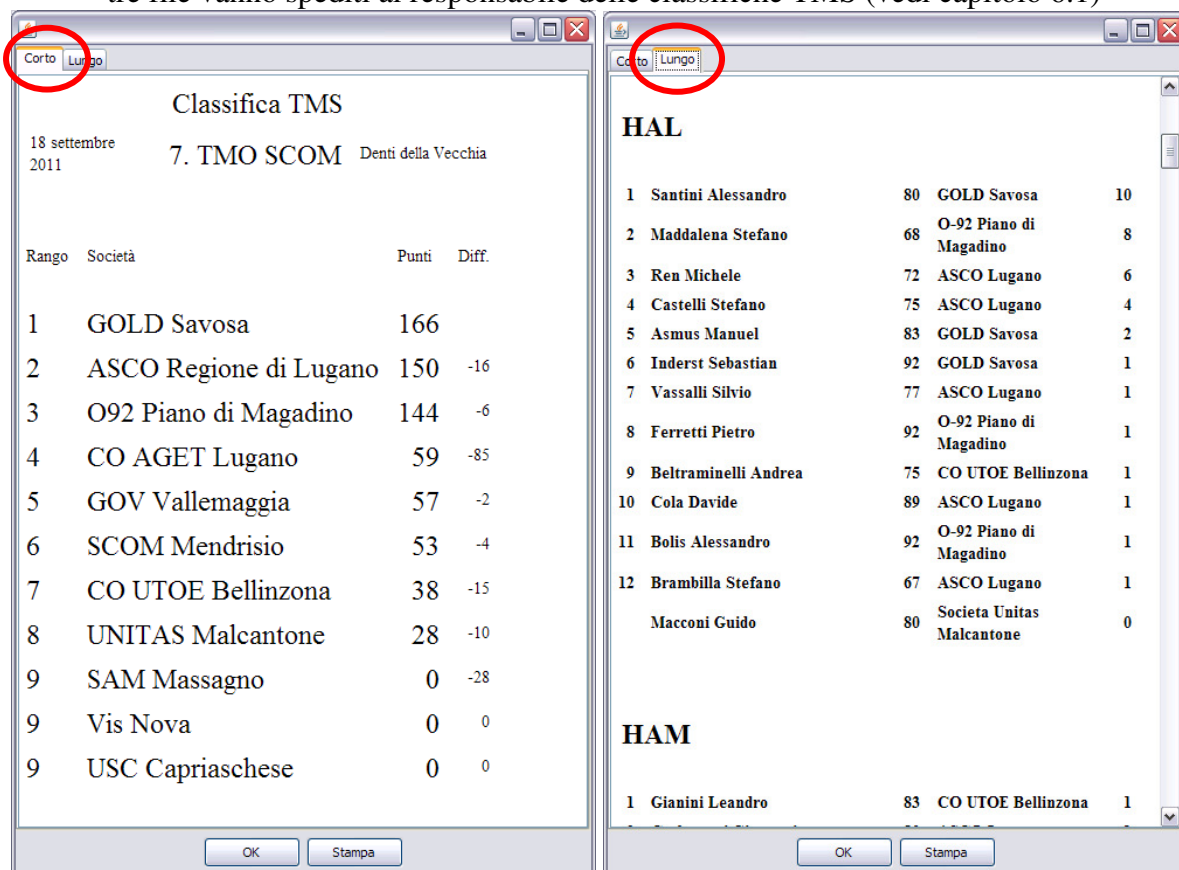 tre file vanno spediti al responsabile delle classifiche TMS (vedi capitolo 6.1)
Corto Lungo
Classifica TMS
18 settembre
2011
7. TMO SCOM
Denti della Vecchia
Rango Società Punti Diff.
1 GOLD Savosa 166
2 ASCO Regione di Lugano 150 -16
3 O92 Piano di Magadino 144 -6
4 CO AGET Lugano 59 -85
5 GOV Vallemaggia 57 -2
6 SCOM Mendrisio 53 -4
7 CO UTOE Bellinzona 38 -15
8 UNITAS Malcantone 28 -10
9 SAM Massagno 0 -28
9 Vis Nova 0 0
9 USC Capriaschese 0 0
OK Stampa
Corto Lungo
HAL
1 Santini Alessandro 80 GOLD Savosa 10
2 Maddalena Stefano 68 O-92 Piano di
Magadino 8
3 Ren Michele 72 ASCO Lugano 6
4 Castelli Stefano 75 ASCO Lugano 4
5 Asmus Manuel 83 GOLD Savosa 2
6 Inderst Sebastian 92 GOLD Savosa 1
7 Vassalli Silvio 77 ASCO Lugano 1
8 Ferretti Pietro 92 O-92 Piano di
Magadino 1
9 Beltraminelli Andrea 75 CO UTOE Bellinzona 1
10 Cola Davide 89 ASCO Lugano 1
11 Bolis Alessandro 92 O-92 Piano di
Magadino 1
12 Brambilla Stefano 67 ASCO Lugano 1
Macconi Guido 80 Societa Unitas
Malcantone 0
HAM
1 Gianini Leandro 83 CO UTOE Bellinzona 1
OK Stampa